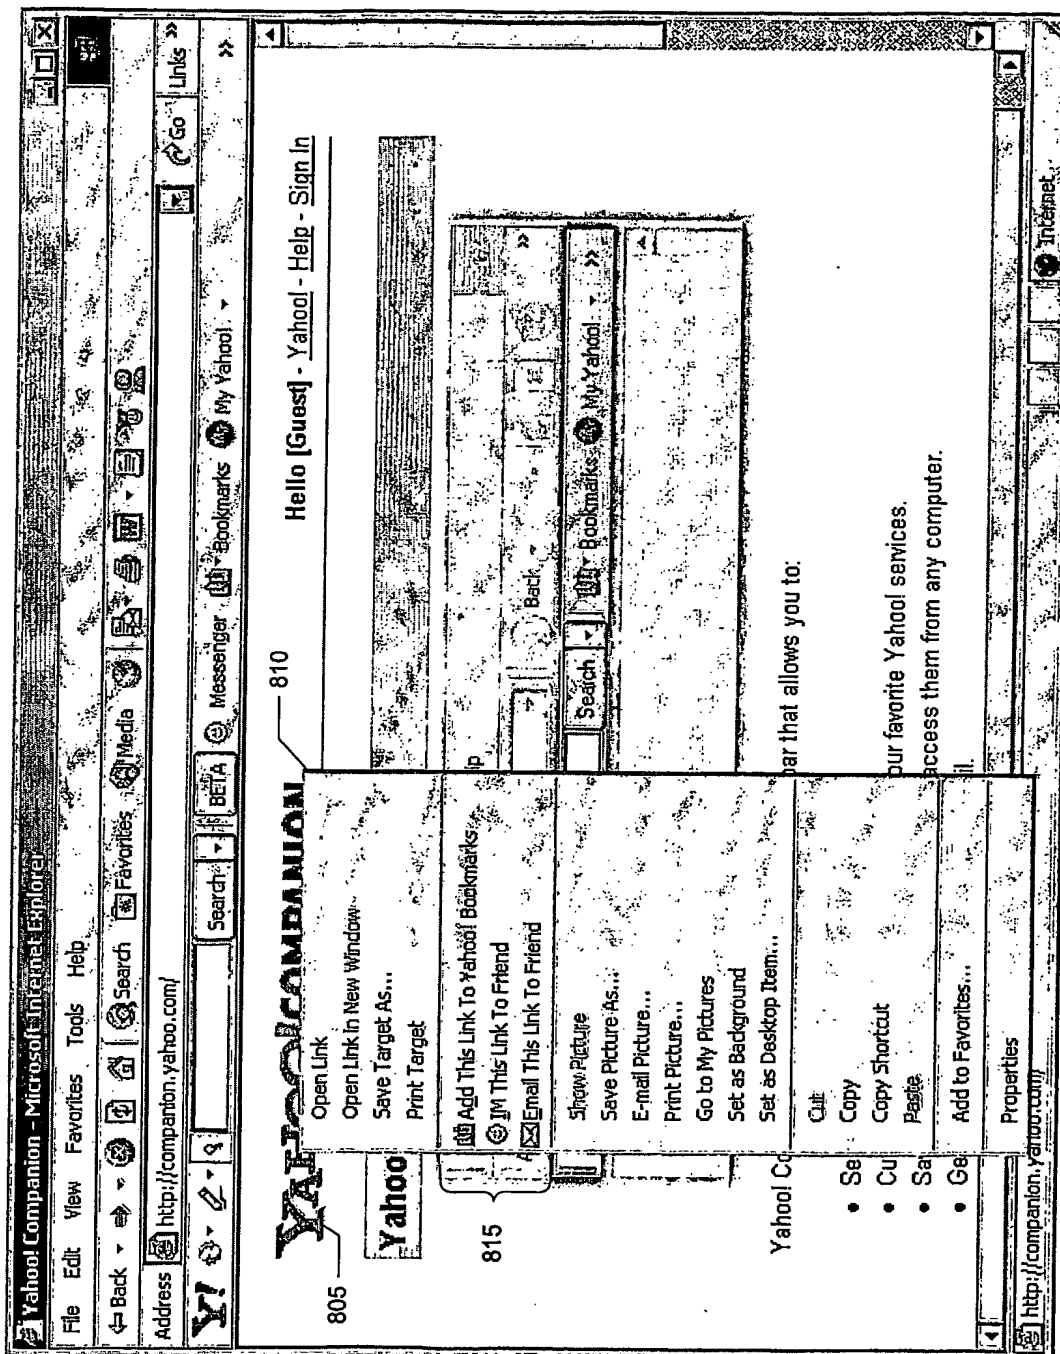 Yahoo! Companion - Microsoft Internet Explorer
File Edit View Favorites Tools Help
Back Search Favorites Media
Address http://companion.yahoo.com/ Go Links »
Y! Search BETA Messenger Bookmarks My Yahoo! »
YAHOO! COMPANION
Hello [Guest] - Yahoo! - Help - Sign In
805
810
815
Yahoo
Back »
Search Bookmarks My Yahoo! »
Open Link
Open Link in New Window
Save Target As...
Print Target
Add This Link To Yahoo! Bookmarks
IM This Link To Friend
Email This Link To Friend
Show Picture
Save Picture As...
E-mail Picture...
Print Picture...
Go to My Pictures
Set as Background
Set as Desktop Item...
Cut
Copy
Copy Shortcut
Paste
Add to Favorites...
Properties
Yahoo! Co
bar that allows you to:
• Se
• Cu
our favorite Yahoo! services.
• Sa
access them from any computer.
• Ge
il.
http://companion.yahoo.com/ Internet